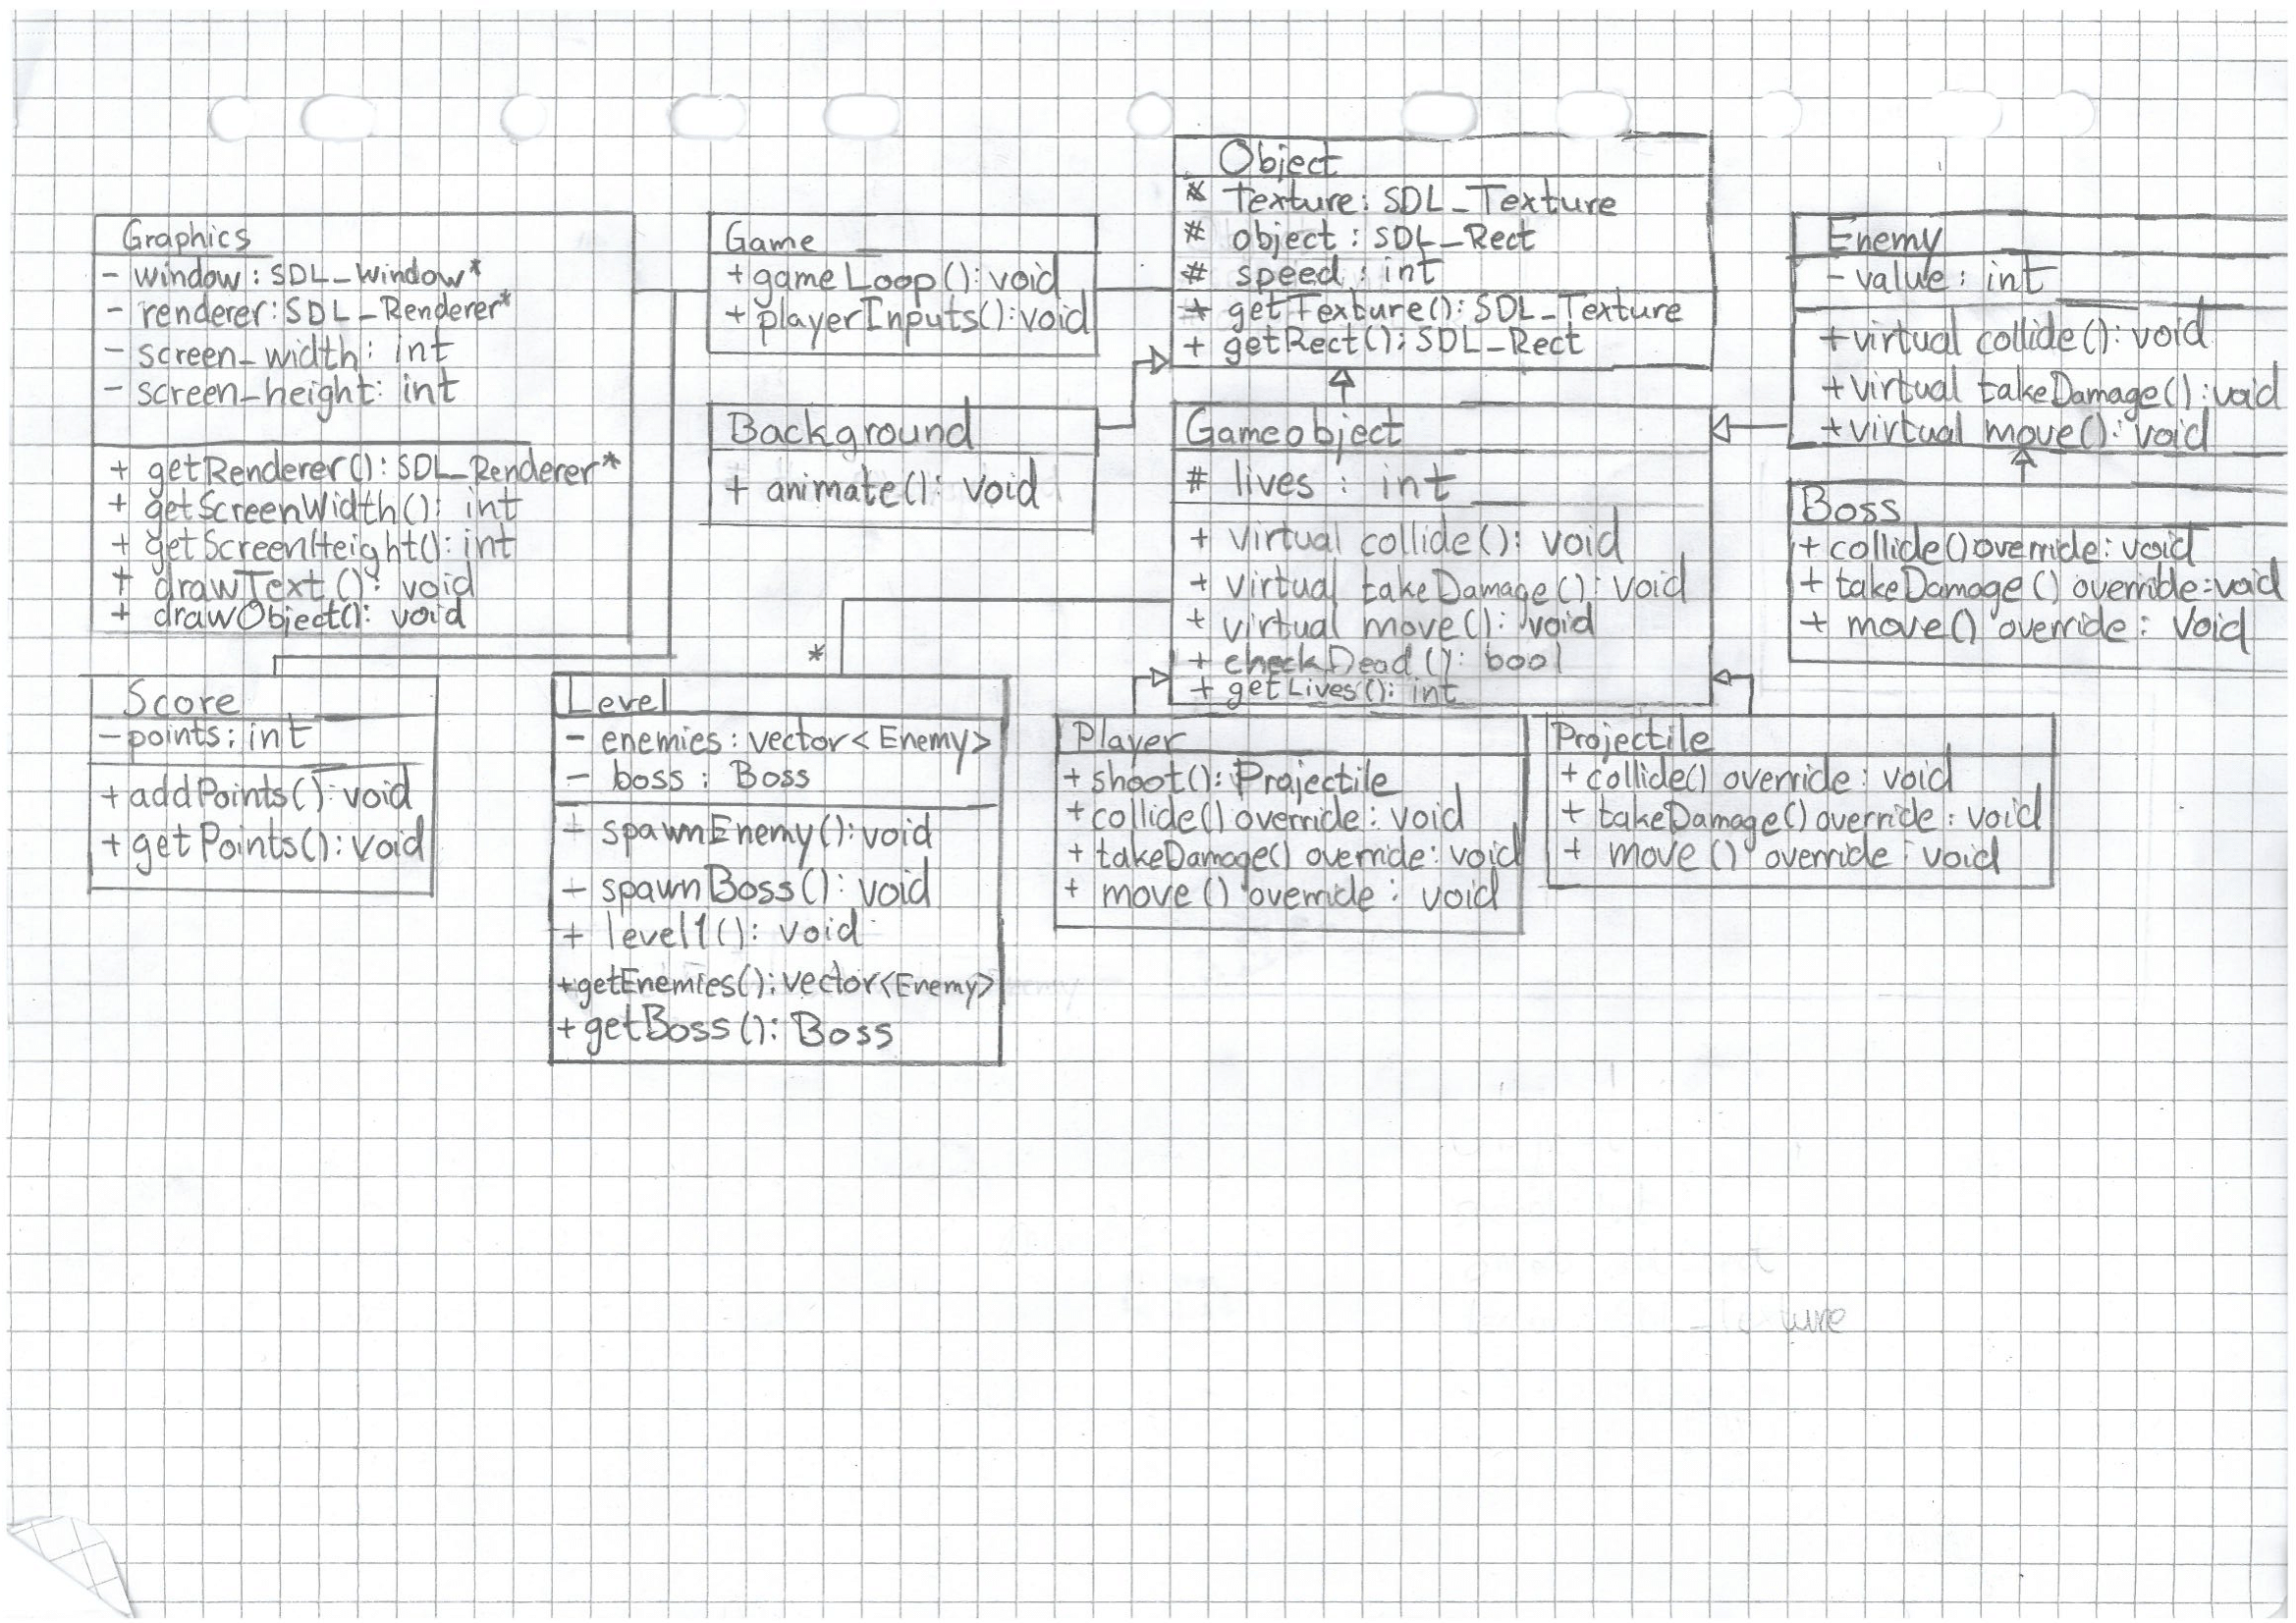 Graphics
- window: SDL_Window*
- renderer: SDL_Renderer*
- screen_width: int
- screen_height: int
+ getRenderer(): SDL_Renderer*
+ getScreenWidth(): int
+ getScreenHeight(): int
+ drawText(): void
+ drawObject(): void
Game
+ gameLoop(): void
+ playerInputs(): void
Background
+ animate(): void
Object
# Texture: SDL_Texture
# object: SDL_Rect
# speed: int
+ getTexture(): SDL_Texture
+ getRect(): SDL_Rect
Gameobject
# lives: int
+ virtual collide(): void
+ virtual takeDamage(): void
+ virtual move(): void
+ checkDead(): bool
+ getLives(): int
Enemy
- value: int
+ virtual collide(): void
+ virtual takeDamage(): void
+ virtual move(): void
Boss
+ collide() override: void
+ takeDamage() override: void
+ move() override: void
*
Score
- points: int
+ addPoints(): void
+ getPoints(): void
Level
- enemies: vector<Enemy>
- boss: Boss
+ spawnEnemy(): void
+ spawnBoss(): void
+ level1(): void
+ getEnemies(): vector<Enemy>
+ getBoss(): Boss
Player
+ shoot(): Projectile
+ collide() override: void
+ takeDamage() override: void
+ move() override: void
Projectile
+ collide() override: void
+ takeDamage() override: void
+ move() override: void